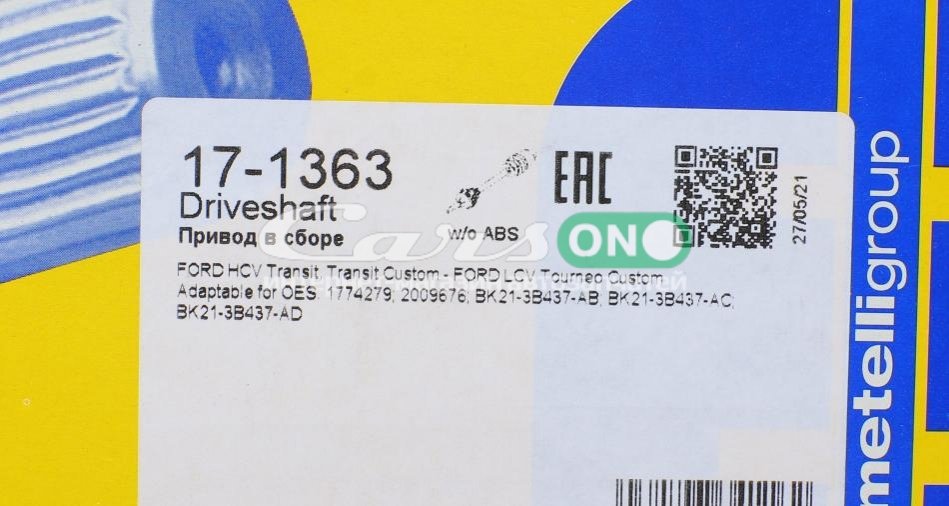 17-1363
Driveshaft
Привод в сборе
w/o ABS
EAC
27/05/21
FORD HCV Transit, Transit Custom - FORD LCV Tourneo Custom
Adaptable for OES: 1774279; 2009676; BK21-3B437-AB; BK21-3B437-AC;
BK21-3B437-AD
Cars ON
metelligroup